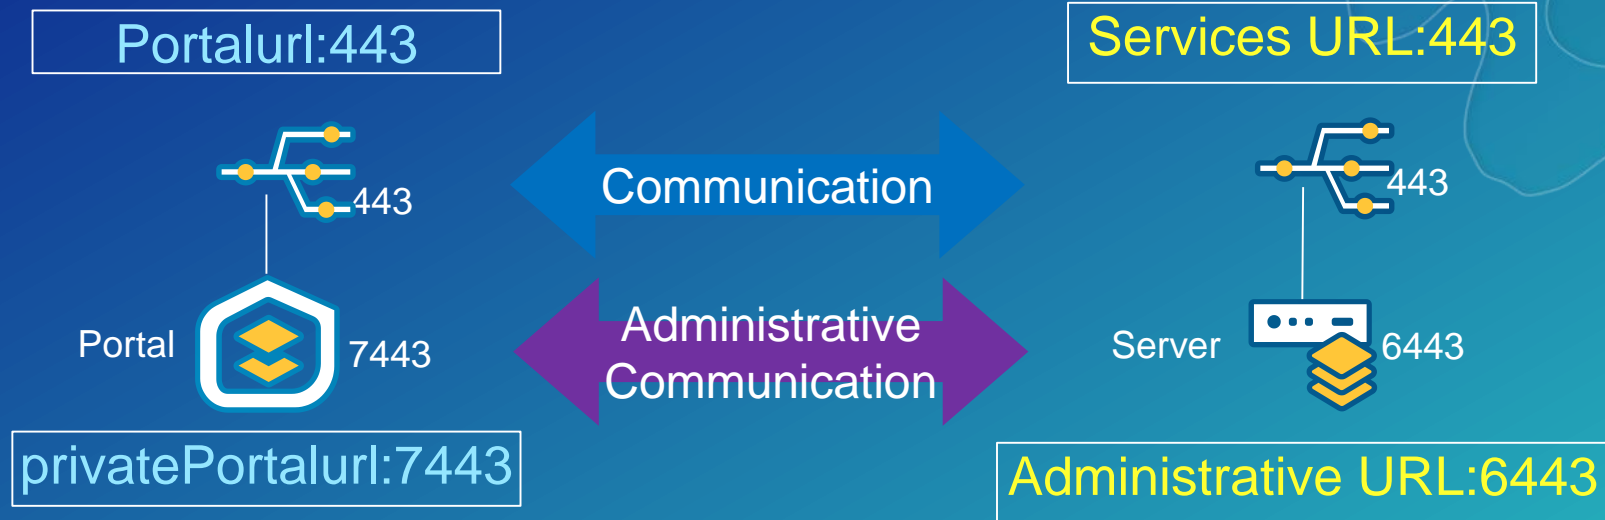 Portalurl:443
Services URL:443
443
Communication
443
Portal
7443
Administrative
Communication
Server
6443
privatePortalurl:7443
Administrative URL:6443